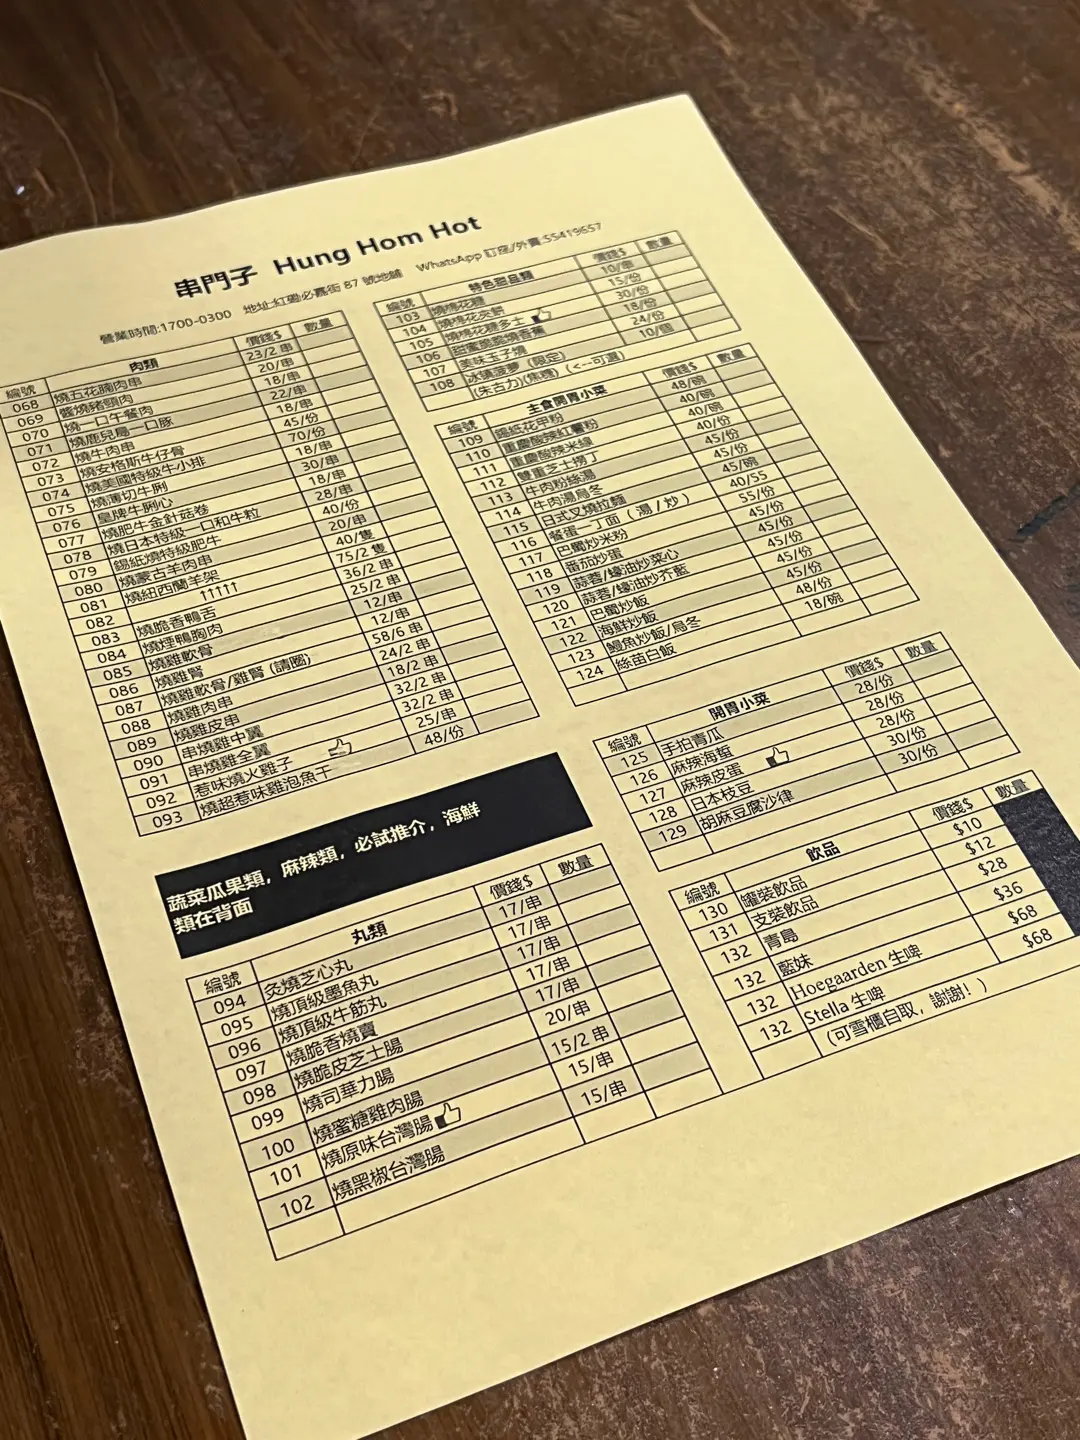 串門子 Hung Hom Hot
營業時間:1700-0300 地址:紅磡必嘉街 87 號地鋪 WhatsApp 訂座/外賣:55419657
編號 肉類 價錢$ 數量
068 燒五花腩肉串 23/2 串
069 醬燒豬頸肉 20/串
070 燒一口午餐肉 18/串
071 燒鹿兒島一口豚 22/串
072 燒牛肉串 18/串
073 燒安格斯牛仔骨 45/份
074 燒美國特級牛小排 70/份
075 燒薄切牛脷 18/串
076 皇牌牛脷心 30/串
077 燒肥牛金針菇卷 18/串
078 燒日本特級一口和牛粒 28/串
079 錫紙燒特級肥牛 40/份
080 燒蒙古羊肉串 20/串
081 燒紐西蘭羊架 40/隻
082 ↑↑↑↑↑ 75/2 隻
083 燒脆香鴨舌 36/2 串
084 燒煙鴨胸肉 25/2 串
085 燒雞軟骨 12/串
086 燒雞腎 12/串
087 燒雞軟骨/雞腎 (請圈) 58/6 串
088 燒雞肉串 24/2 串
089 燒雞皮串 18/2 串
090 串燒雞中翼 32/2 串
091 串燒雞全翼 32/2 串
092 惹味燒火雞子 25/串
093 燒超惹味雞泡魚干 48/份
蔬菜瓜果類，麻辣類，必試推介，海鮮
類在背面
編號 丸類 價錢$ 數量
094 灸燒芝心丸 17/串
095 燒頂級墨魚丸 17/串
096 燒頂級牛筋丸 17/串
097 燒脆香燒賣 17/串
098 燒脆皮芝士腸 17/串
099 燒司華力腸 20/串
100 燒蜜糖雞肉腸 15/2 串
101 燒原味台灣腸 15/串
102 燒黑椒台灣腸 15/串
編號 特色甜品類 價錢$ 數量
103 燒棉花糖 10/串
104 燒棉花夾餅 15/份
105 燒棉花糖多士 30/份
106 甜蜜脆脆燒香蕉 18/份
107 美味玉子燒 24/份
108 冰鎮菠蘿 (限定) 10/個
(朱古力)(焦糖) (<--可選)
編號 主食開胃小菜 價錢$ 數量
109 錫紙花甲粉 48/碗
110 重慶酸辣紅薯粉 40/碗
111 重慶酸辣米線 40/碗
112 雙重芝士撈丁 40/份
113 牛肉粉絲湯 45/份
114 牛肉湯烏冬 45/份
115 日式叉燒拉麵 45/碗
116 餐蛋一丁面 ( 湯 / 炒 ) 40/55
117 巴蜀炒米粉 55/份
118 番茄炒蛋 45/份
119 蒜蓉/蠔油炒菜心 45/份
120 蒜蓉/蠔油炒芥藍 45/份
121 巴蜀炒飯 45/份
122 海鮮炒飯 45/份
123 鰻魚炒飯/烏冬 48/份
124 絲苗白飯 18/碗
編號 開胃小菜 價錢$ 數量
125 手拍青瓜 28/份
126 麻辣海蜇 28/份
127 麻辣皮蛋 28/份
128 日本枝豆 30/份
129 胡麻豆腐沙律 30/份
編號 飲品 價錢$ 數量
130 罐裝飲品 $10
131 支裝飲品 $12
132 青島 $28
132 藍妹 $36
132 Hoegaarden 生啤 $68
132 Stella 生啤 $68
(可雪櫃自取，謝謝！)